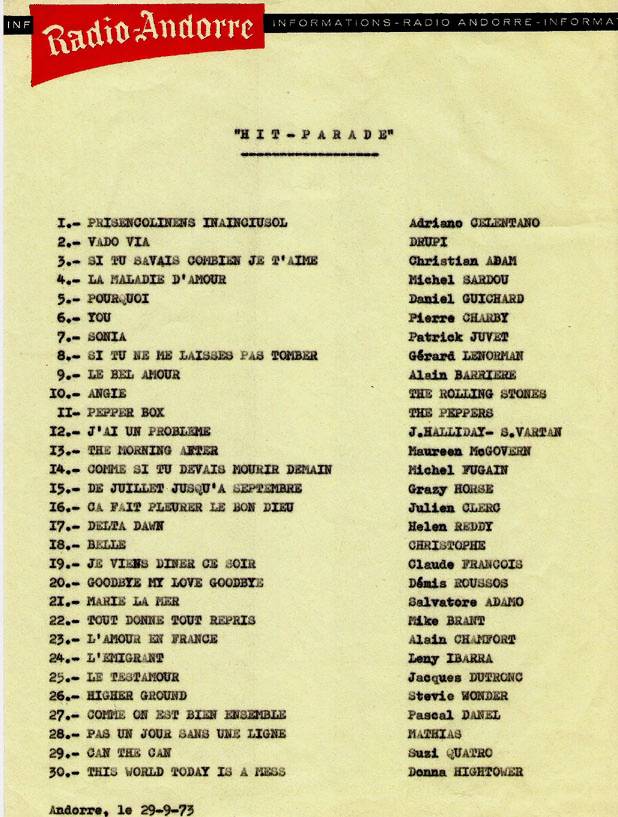 INF
Radio-Andorre
INFORMATIONS-RADIO ANDORRE-INFORMAT
"HIT-PARADE"
I.- PRISENCOLINENS INAINCIUSOL Adriano CELENTANO
2.- VADO VIA DRUPI
3.- SI TU SAVAIS COMBIEN JE T'AIME Christian ADAM
4.- LA MALADIE D'AMOUR Michel SARDOU
5.- POURQUOI Daniel GUICHARD
6.- YOU Pierre CHARBY
7.- SONIA Patrick JUVET
8.- SI TU NE ME LAISSES PAS TOMBER Gérard LENORMAN
9.- LE BEL AMOUR Alain BARRIERE
I0.- ANGIE THE ROLLING STONES
II- PEPPER BOX THE PEPPERS
I2.- J'AI UN PROBLEME J.HALLIDAY- S.VARTAN
I3.- THE MORNING AFTER Maureen McGOVERN
I4.- COMME SI TU DEVAIS MOURIR DEMAIN Michel FUGAIN
I5.- DE JUILLET JUSQU'A SEPTEMBRE Grazy HORSE
I6.- CA FAIT PLEURER LE BON DIEU Julien CLERC
I7.- DELTA DAWN Helen REDDY
I8.- BELLE CHRISTOPHE
I9.- JE VIENS DINER CE SOIR Claude FRANCOIS
20.- GOODBYE MY LOVE GOODBYE Démis ROUSSOS
2I.- MARIE LA MER Salvatore ADAMO
22.- TOUT DONNE TOUT REPRIS Mike BRANT
23.- L'AMOUR EN FRANCE Alain CHAMFORT
24.- L'EMIGRANT Leny IBARRA
25.- LE TESTAMOUR Jacques DUTRONC
26.- HIGHER GROUND Stevie WONDER
27.- COMME ON EST BIEN ENSEMBLE Pascal DANEL
28.- PAS UN JOUR SANS UNE LIGNE MATHIAS
29.- CAN THE CAN Suzi QUATRO
30.- THIS WORLD TODAY IS A MESS Donna HIGHTOWER
Andorre, le 29-9-73